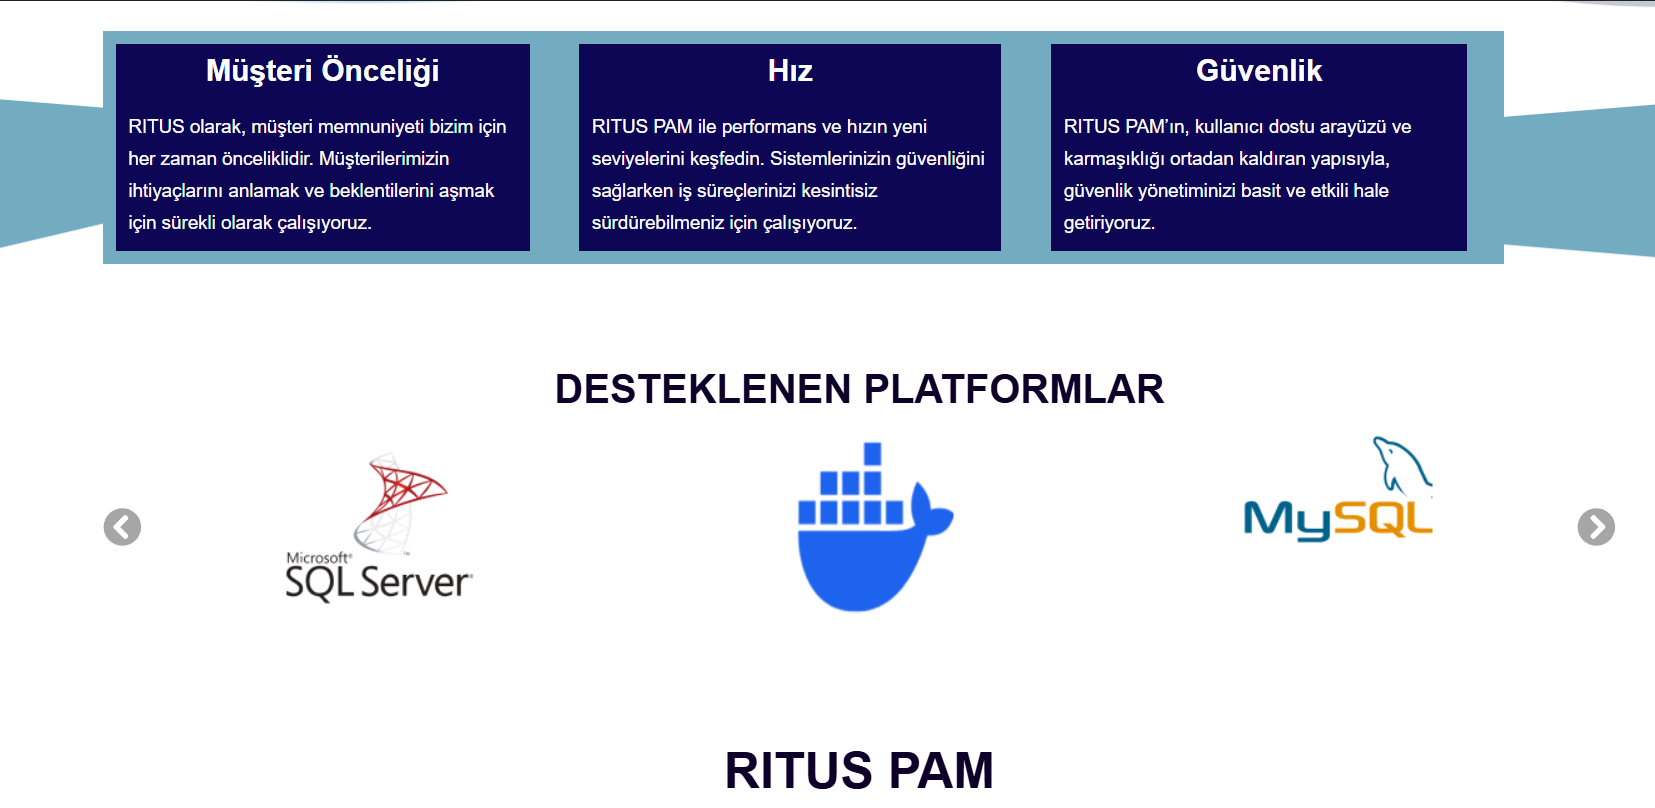 Müşteri Önceliği
RITUS olarak, müşteri memnuniyeti bizim için
her zaman önceliklidir. Müşterilerimizin
ihtiyaçlarını anlamak ve beklentilerini aşmak
için sürekli olarak çalışıyoruz.
Hız
RITUS PAM ile performans ve hızın yeni
seviyelerini keşfedin. Sistemlerinizin güvenliğini
sağlarken iş süreçlerinizi kesintisiz
sürdürebilmeniz için çalışıyoruz.
Güvenlik
RITUS PAM’ın, kullanıcı dostu arayüzü ve
karmaşıklığı ortadan kaldıran yapısıyla,
güvenlik yönetiminizi basit ve etkili hale
getiriyoruz.
DESTEKLENEN PLATFORMLAR
Microsoft®
SQL Server®
MySQL
RITUS PAM